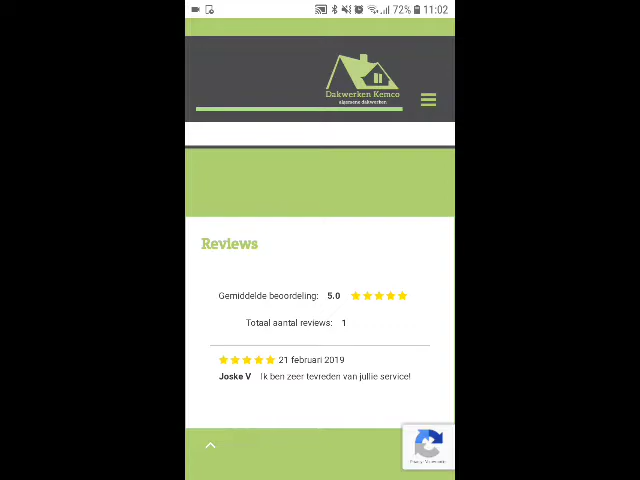 72% 11:02
Dakwerken Kemco
algemene dakwerken
Reviews
Gemiddelde beoordeling: 5.0
Totaal aantal reviews: 1
21 februari 2019
Joske V Ik ben zeer tevreden van jullie service!